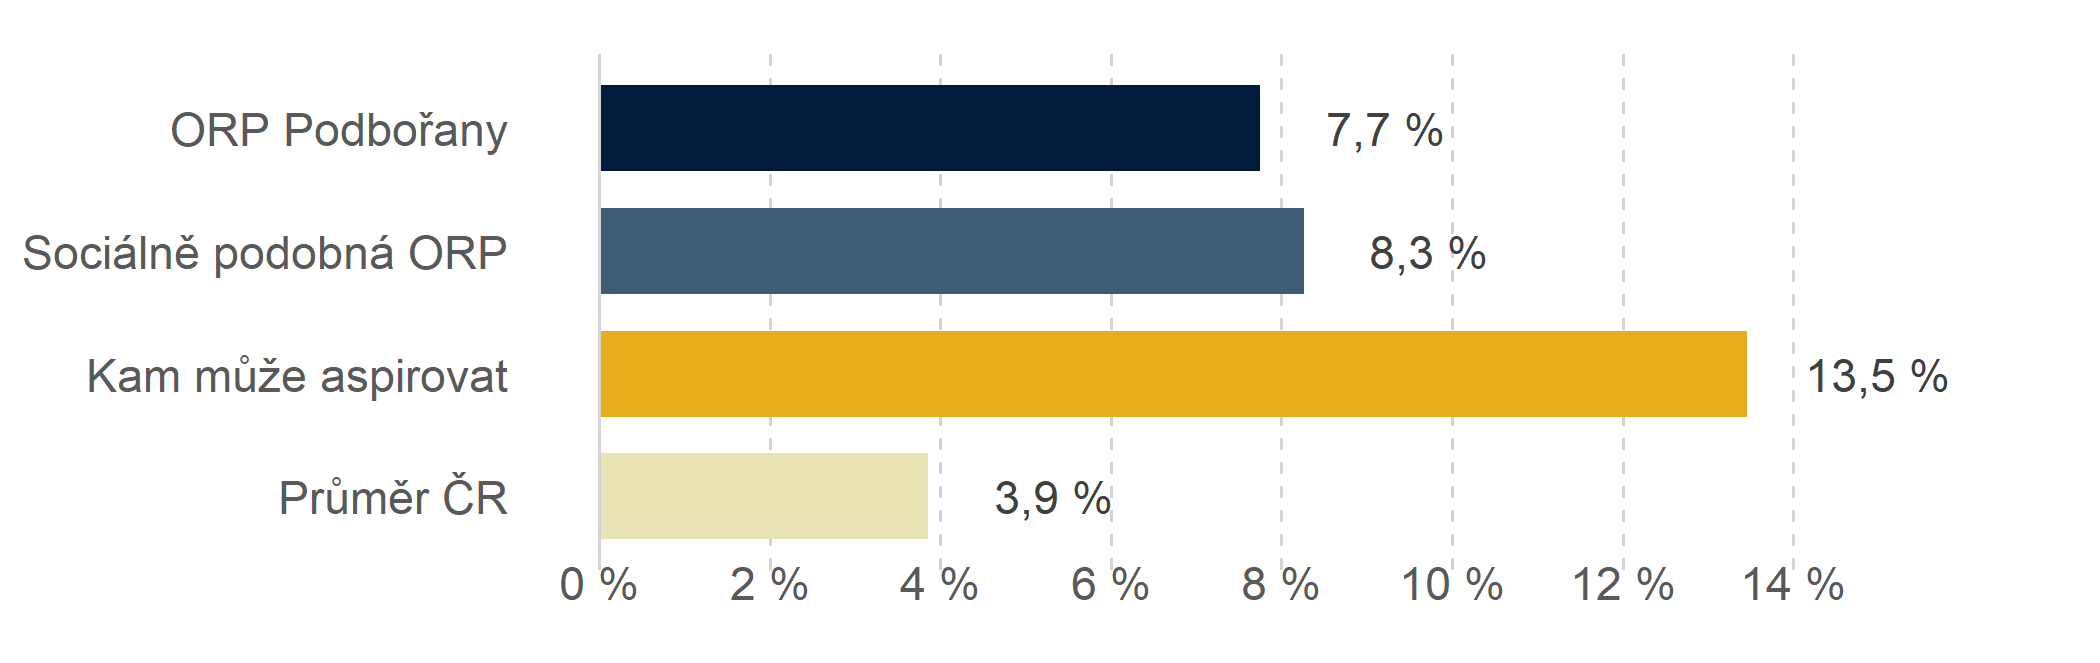 ORP Podbořany
7,7 %
Sociálně podobná ORP
8,3 %
Kam může aspirovat
13,5 %
Průměr ČR
3,9 %
0 % 2 % 4 % 6 % 8 % 10 % 12 % 14 %